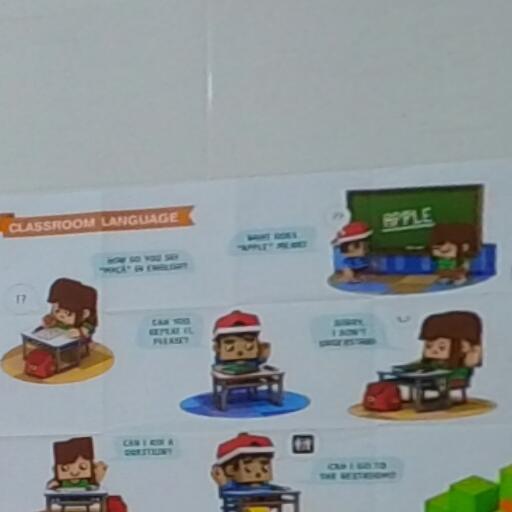 CLASSROOM LANGUAGE
HOW DO YOU SAY
"MAÇÃ" IN ENGLISH?
WHAT DOES
"APPLE" MEAN?
APPLE
!?
CAN YOU
REPEAT IT,
PLEASE?
SORRY,
I DON'T
UNDERSTAND.
CAN I ASK A
QUESTION?
CAN I GO TO
THE RESTROOM?